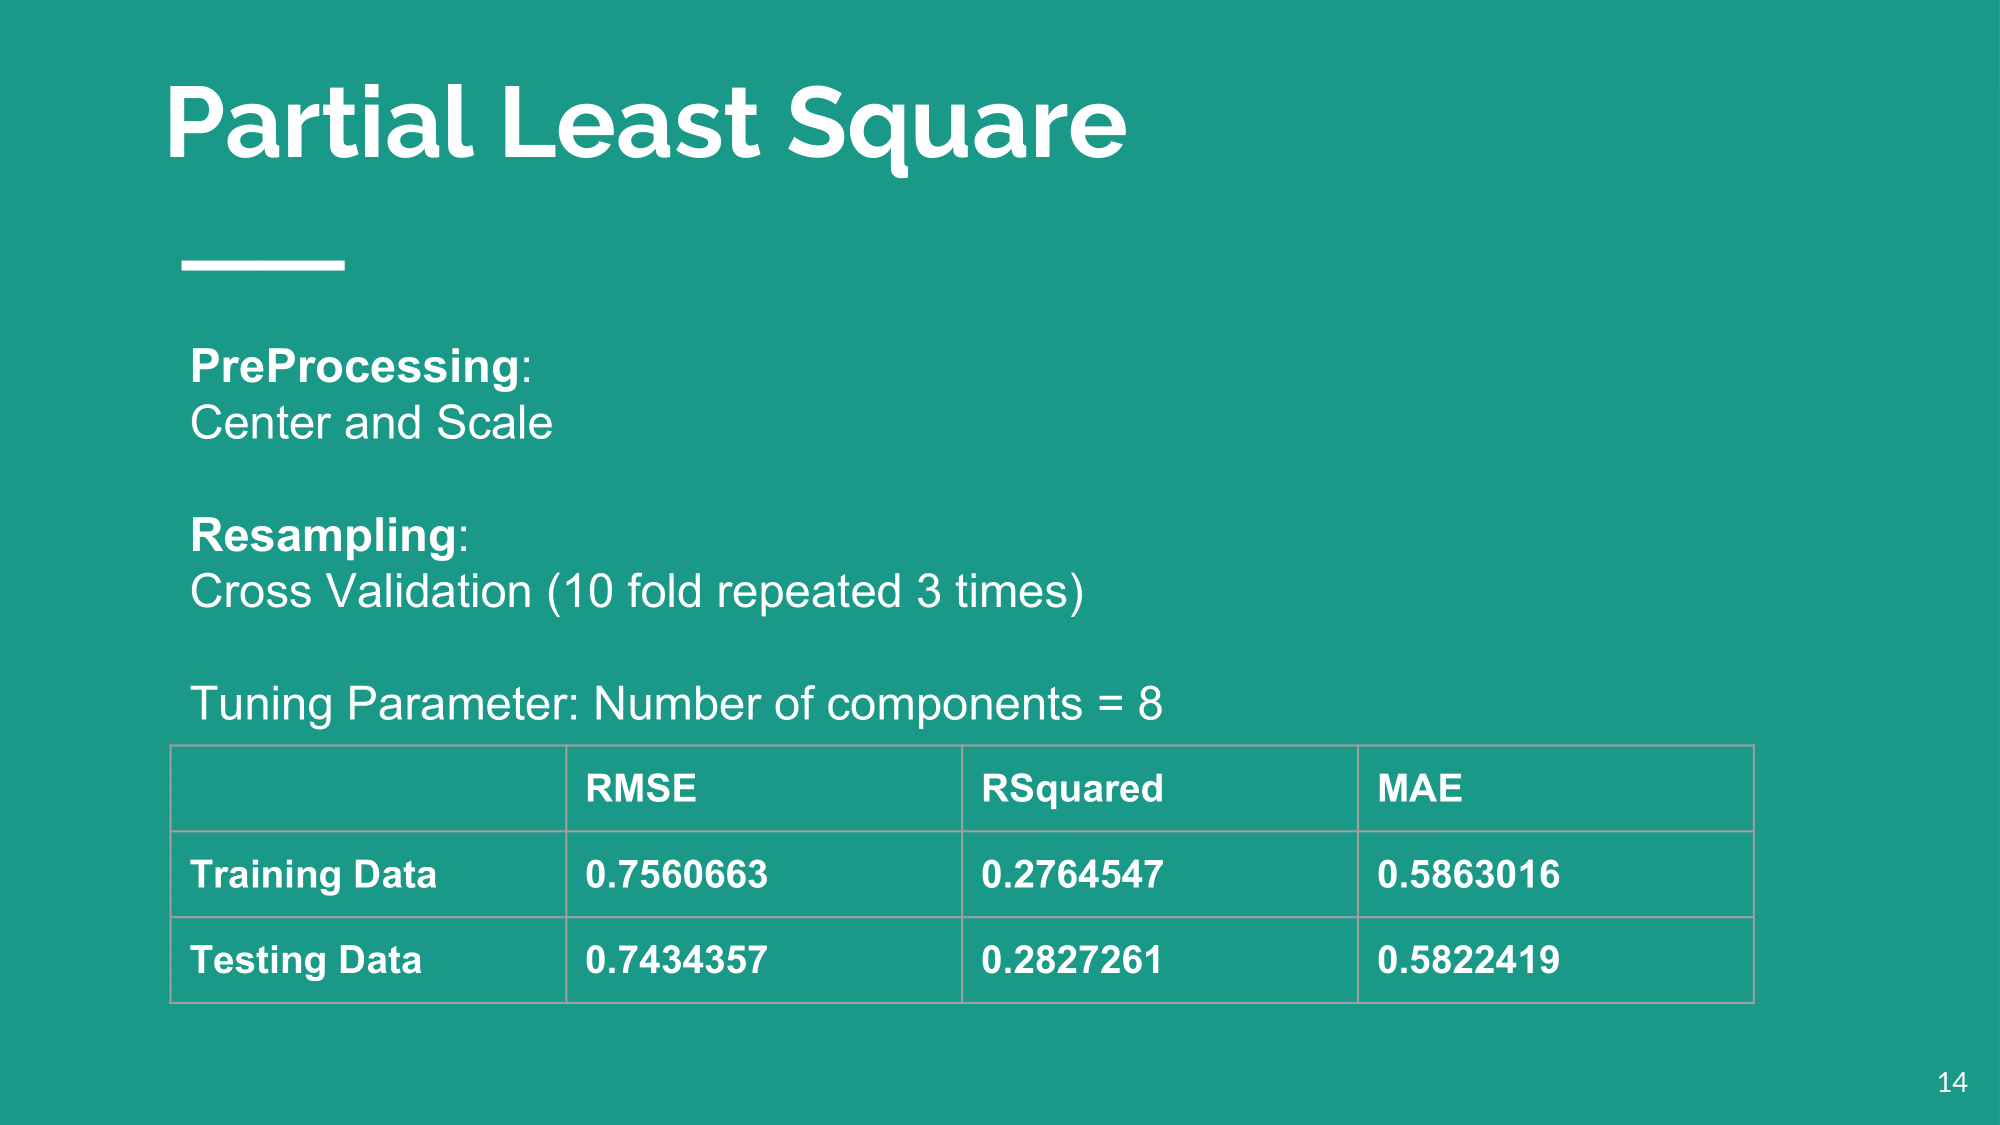 Partial Least Square
PreProcessing:
Center and Scale
Resampling:
Cross Validation (10 fold repeated 3 times)
Tuning Parameter: Number of components = 8
RMSE RSquared MAE
Training Data 0.7560663 0.2764547 0.5863016
Testing Data 0.7434357 0.2827261 0.5822419
14